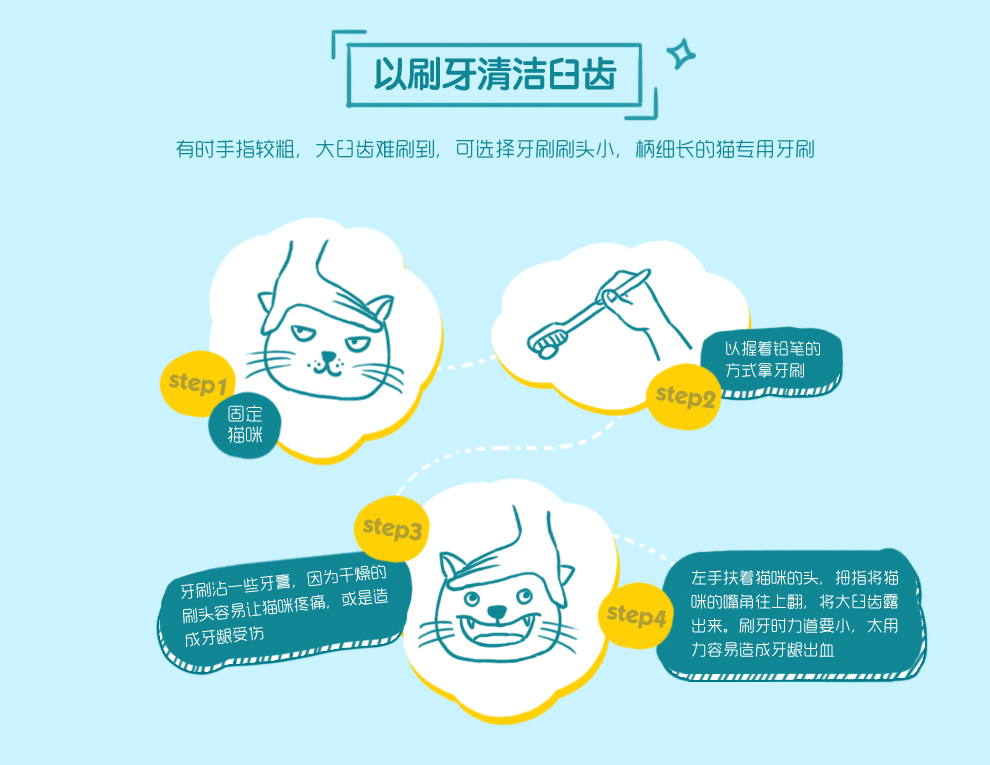 以刷牙清洁臼齿
有时手指较粗，大臼齿难刷到，可选择牙刷刷头小，柄细长的猫专用牙刷
step1
固定
猫咪
step2
以握着铅笔的
方式拿牙刷
step3
牙刷沾一些牙膏，因为干燥的
刷头容易让猫咪疼痛，或是造
成牙龈受伤
step4
左手扶着猫咪的头，拇指将猫
咪的嘴角往上翻，将大臼齿露
出来。刷牙时力道要小，太用
力容易造成牙龈出血